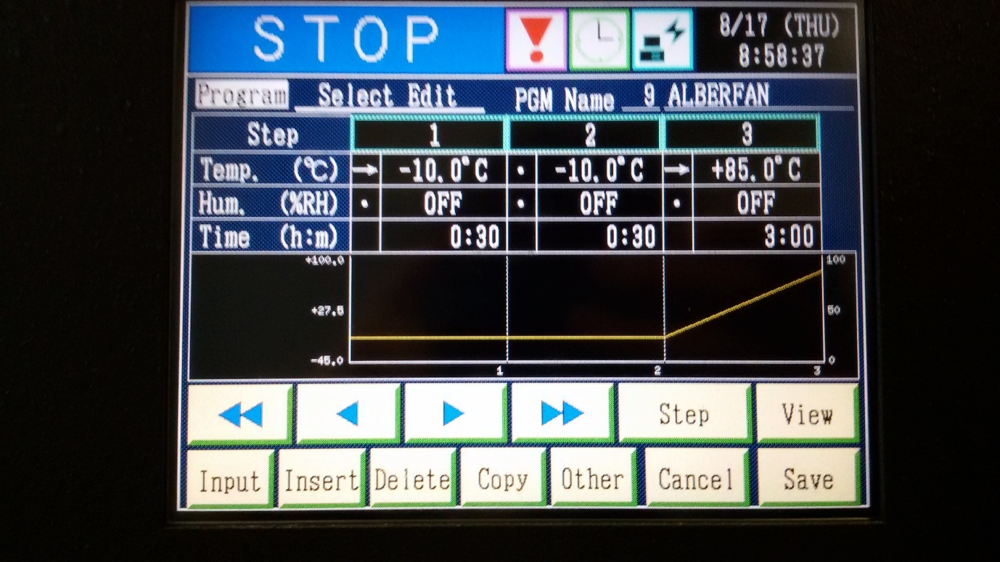 STOP
8/17 (THU)
8:58:37
Program Select Edit PGM Name 9 ALBERFAN
Step 1 2 3
Temp. (℃) → -10.0°C • -10.0°C → +85.0°C
Hum. (%RH) • OFF • OFF • OFF
Time (h:m) 0:30 0:30 3:00
+100.0 100
+27.5 50
-45.0 0
1 2 3
Step View
Input Insert Delete Copy Other Cancel Save